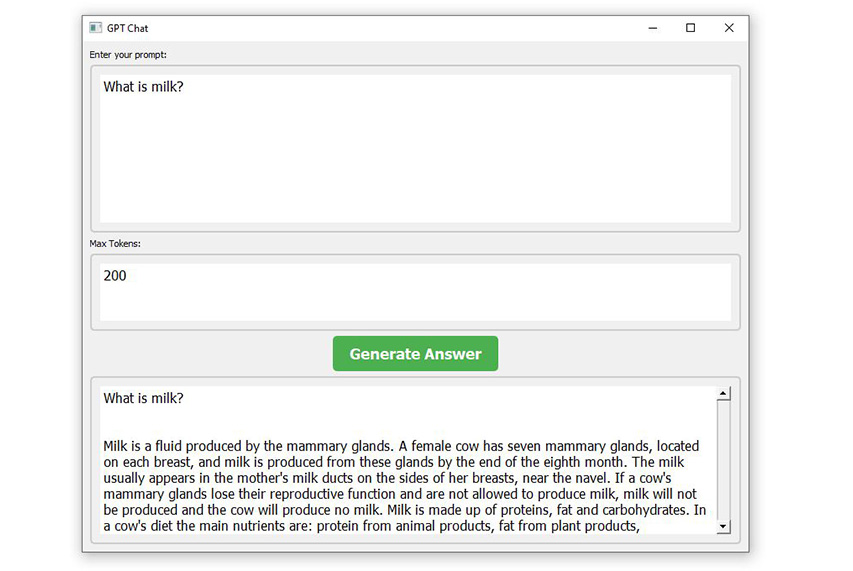 GPT Chat
Enter your prompt:
What is milk?
Max Tokens:
200
Generate Answer
What is milk?
Milk is a fluid produced by the mammary glands. A female cow has seven mammary glands, located
on each breast, and milk is produced from these glands by the end of the eighth month. The milk
usually appears in the mother's milk ducts on the sides of her breasts, near the navel. If a cow's
mammary glands lose their reproductive function and are not allowed to produce milk, milk will not
be produced and the cow will produce no milk. Milk is made up of proteins, fat and carbohydrates. In
a cow's diet the main nutrients are: protein from animal products, fat from plant products,